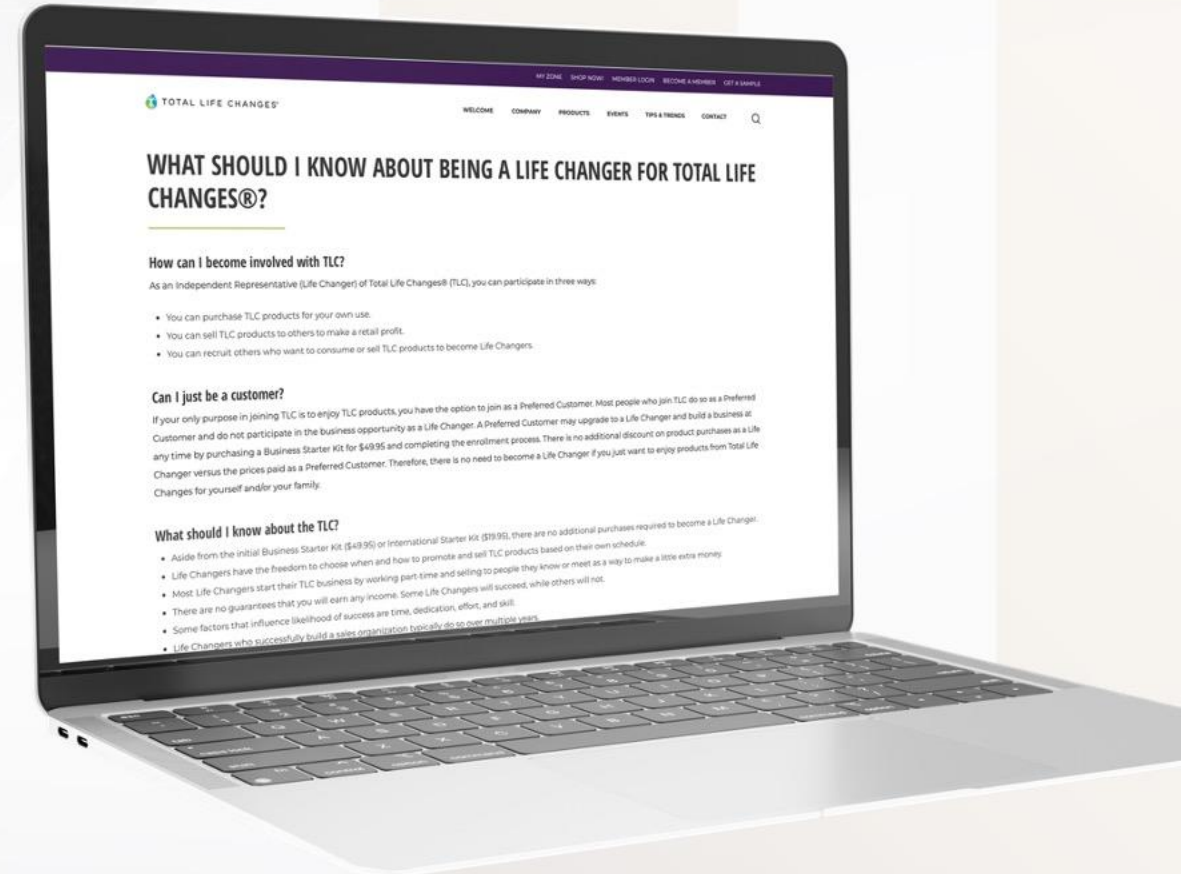 MY ZONE SHOP NOW! MEMBER LOGIN BECOME A MEMBER GET A SAMPLE
TOTAL LIFE CHANGES®
WELCOME COMPANY PRODUCTS EVENTS TIPS & TRENDS CONTACT
WHAT SHOULD I KNOW ABOUT BEING A LIFE CHANGER FOR TOTAL LIFE
CHANGES®?
How can I become involved with TLC?
As an Independent Representative (Life Changer) of Total Life Changes® (TLC), you can participate in three ways:
• You can purchase TLC products for your own use.
• You can sell TLC products to others to make a retail profit.
• You can recruit others who want to consume or sell TLC products to become Life Changers.
Can I just be a customer?
If your only purpose in joining TLC is to enjoy TLC products, you have the option to join as a Preferred Customer. Most people who join TLC do so as a Preferred
Customer and do not participate in the business opportunity as a Life Changer. A Preferred Customer may upgrade to a Life Changer and build a business at
any time by purchasing a Business Starter Kit for $49.95 and completing the enrollment process. There is no additional discount on product purchases as a Life
Changer versus the prices paid as a Preferred Customer. Therefore, there is no need to become a Life Changer if you just want to enjoy products from Total Life
Changes for yourself and/or your family.
What should I know about the TLC?
• Aside from the initial Business Starter Kit ($49.95) or International Starter Kit ($19.95), there are no additional purchases required to become a Life Changer.
• Life Changers have the freedom to choose when and how to promote and sell TLC products based on their own schedule.
• Most Life Changers start their TLC business by working part-time and selling to people they know or meet as a way to make a little extra money.
• There are no guarantees that you will earn any income. Some Life Changers will succeed, while others will not.
• Some factors that influence likelihood of success are time, dedication, effort, and skill.
• Life Changers who successfully build a sales organization typically do so over multiple years.